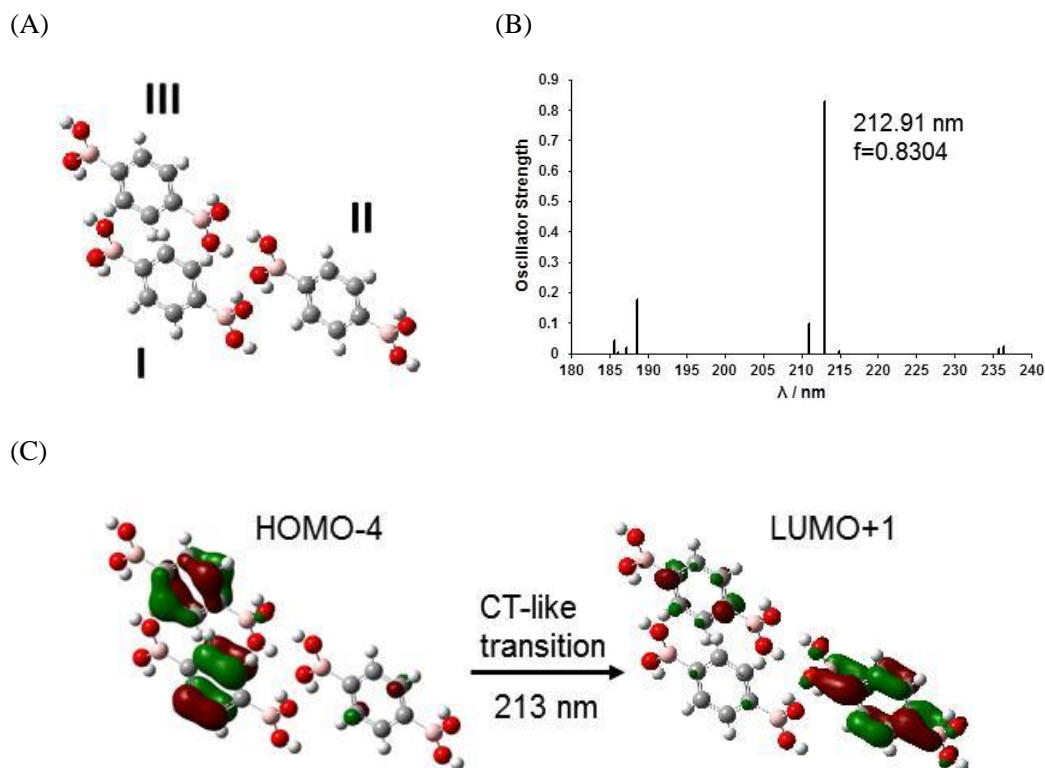 (A)
(B)
III
II
I
0.9
0.8
0.7
0.6
0.5
0.4
0.3
0.2
0.1
0
Oscillator Strength
212.91 nm
f=0.8304
180 185 190 195 200 205 210 215 220 225 230 235 240
λ / nm
(C)
HOMO-4
LUMO+1
CT-like
transition
213 nm